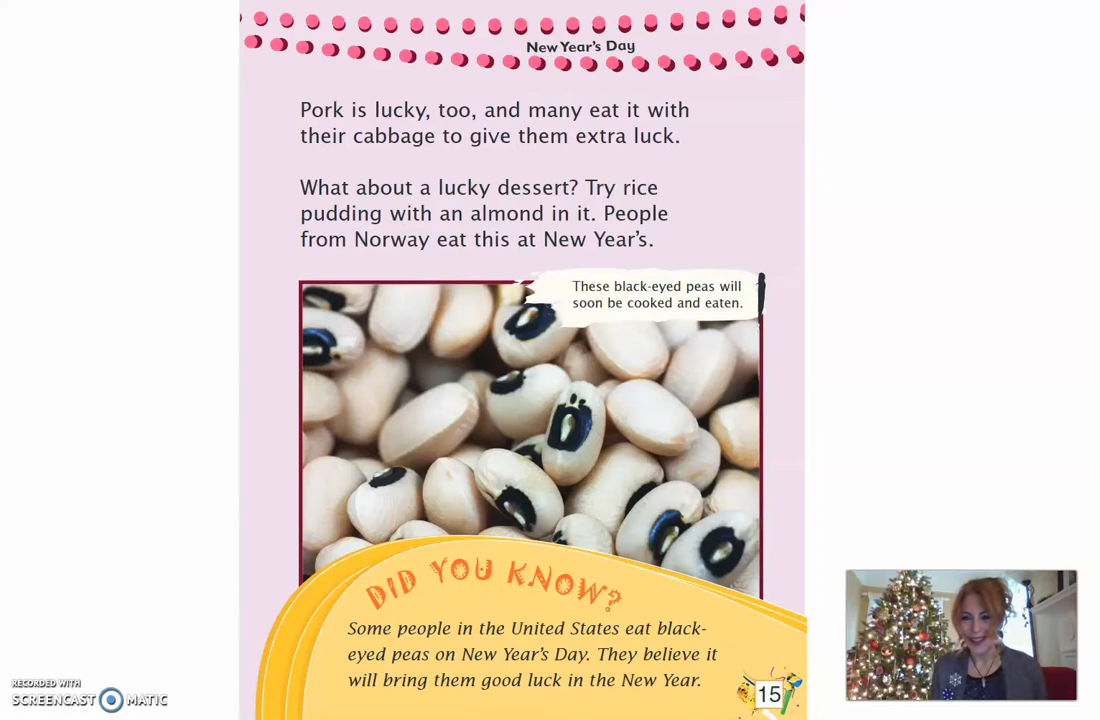 New Year's Day
Pork is lucky, too, and many eat it with
their cabbage to give them extra luck.
What about a lucky dessert? Try rice
pudding with an almond in it. People
from Norway eat this at New Year's.
These black-eyed peas will
soon be cooked and eaten.
DID YOU KNOW?
Some people in the United States eat black-
eyed peas on New Year's Day. They believe it
will bring them good luck in the New Year.
15
RECORDED WITH
SCREENCAST MATIC